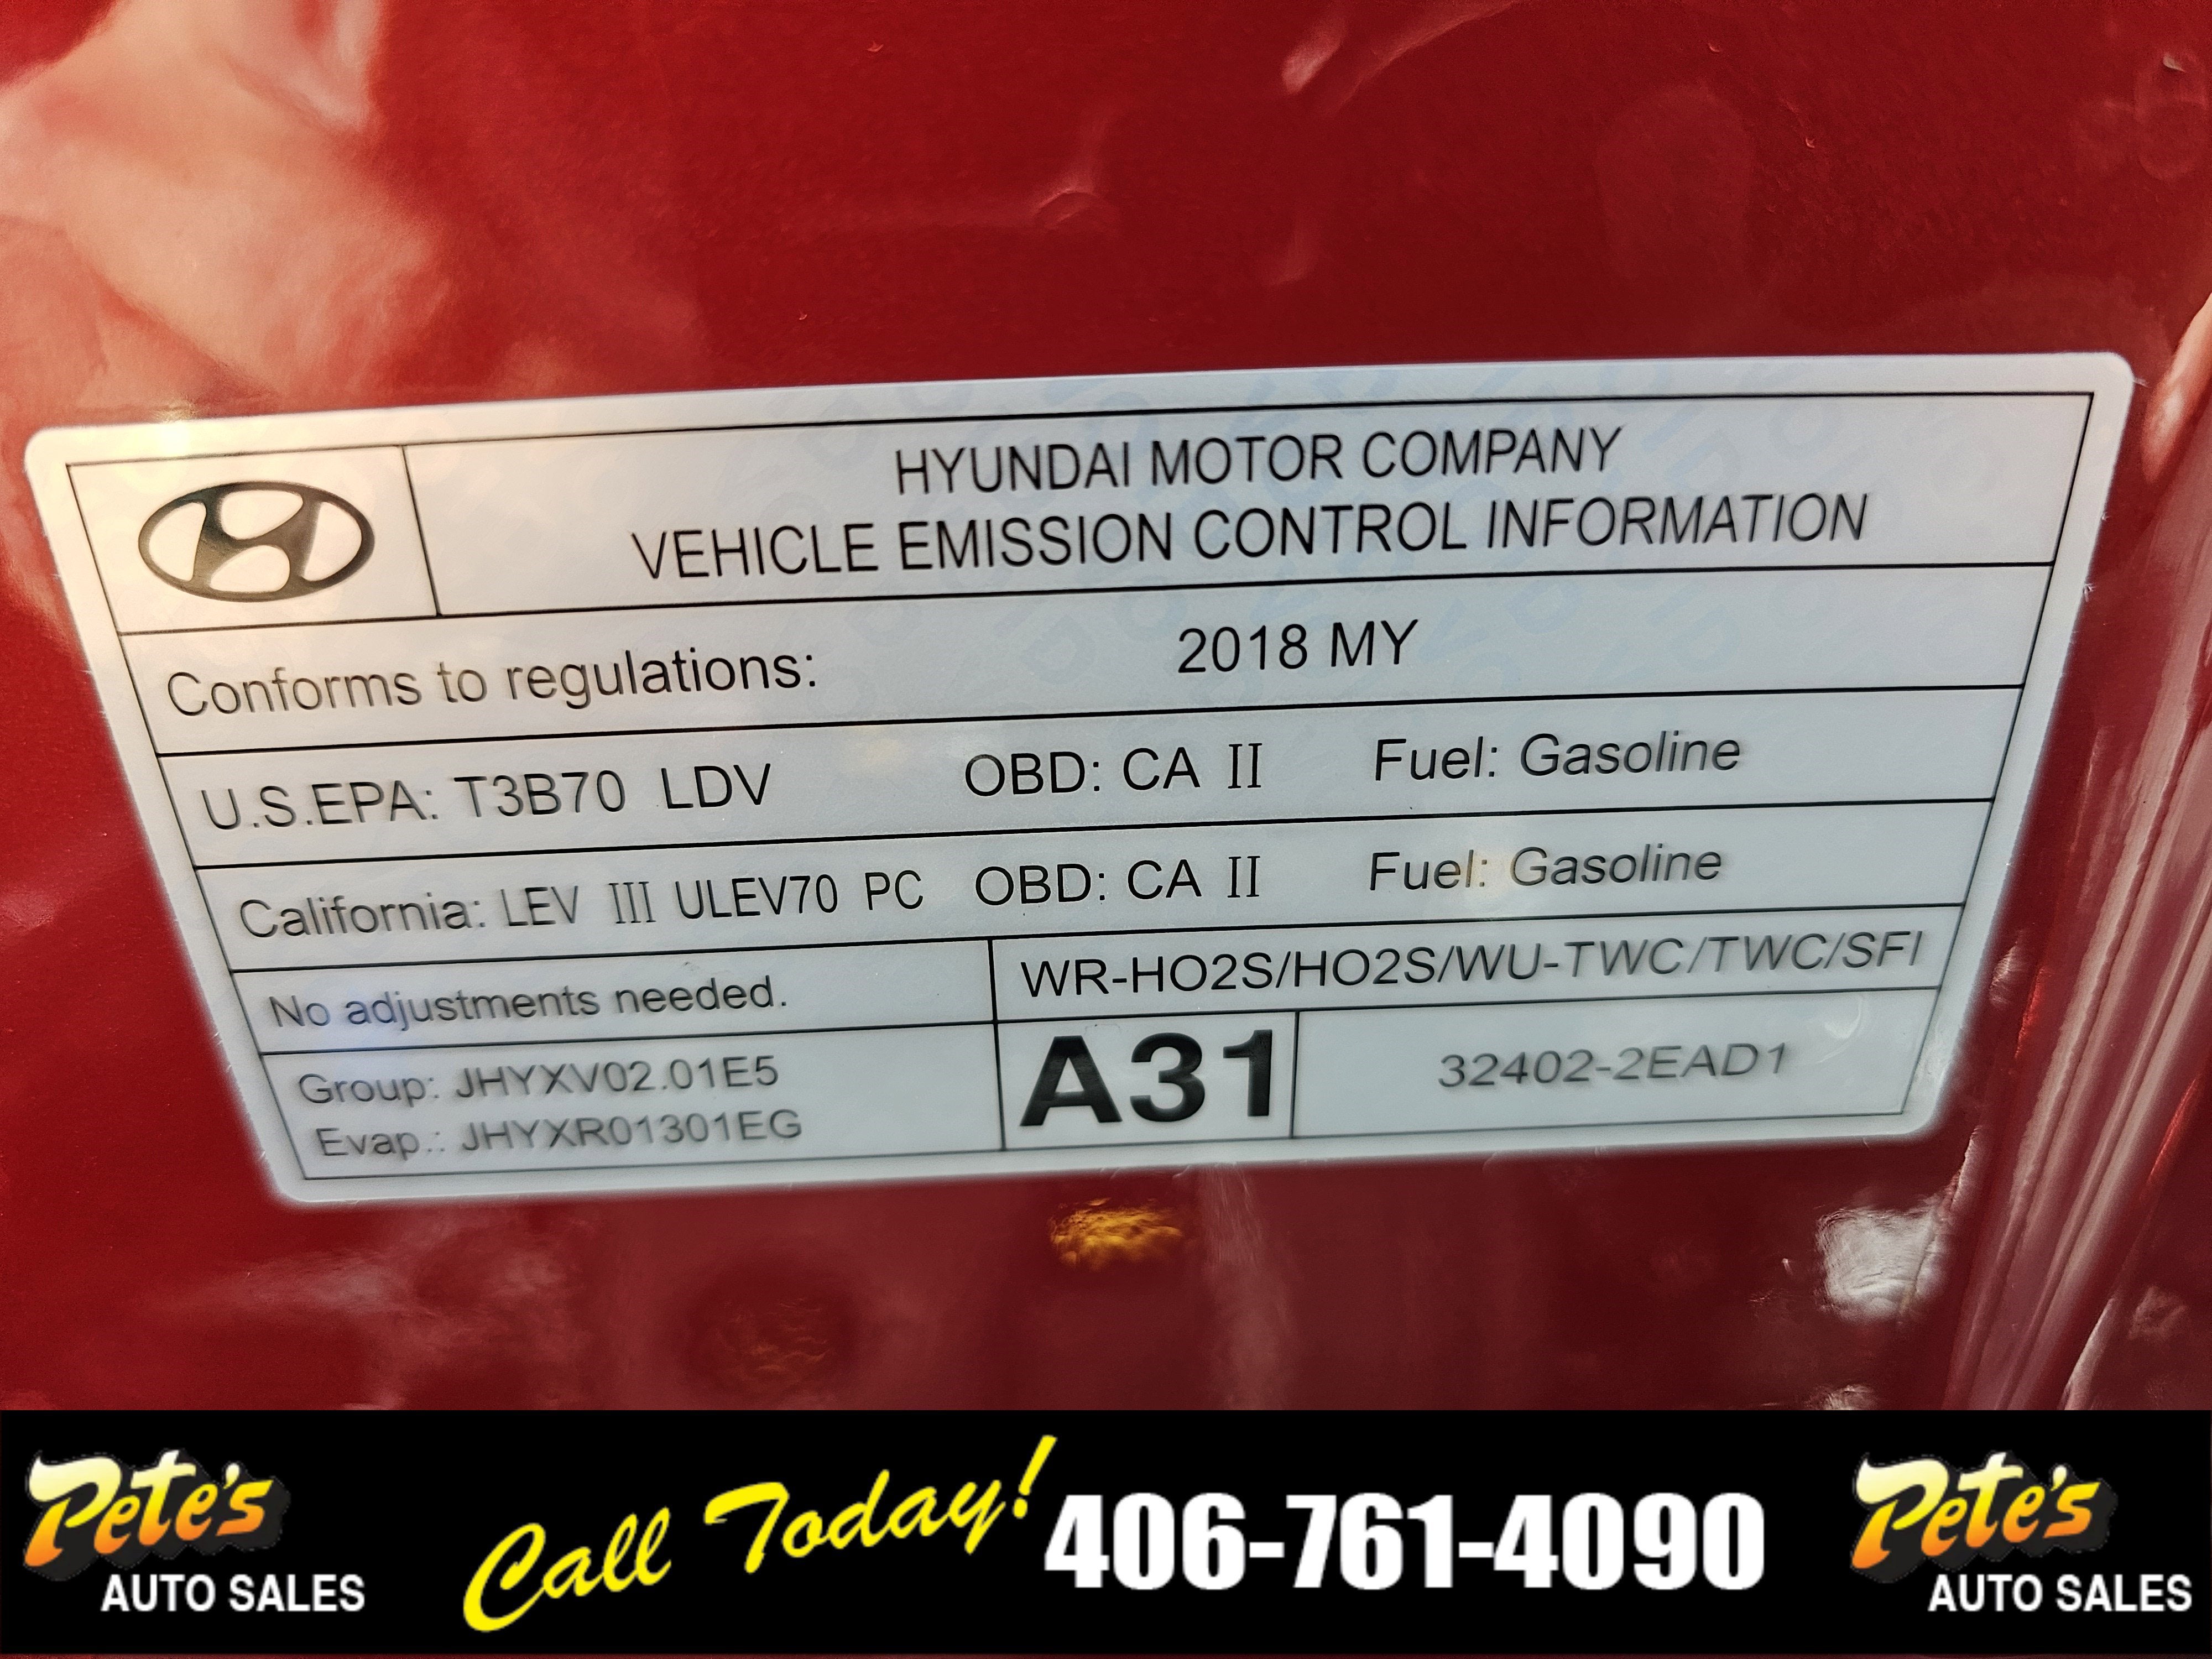 HYUNDAI MOTOR COMPANY
VEHICLE EMISSION CONTROL INFORMATION
Conforms to regulations: 2018 MY
U.S.EPA: T3B70 LDV OBD: CA II Fuel: Gasoline
California: LEV III ULEV70 PC OBD: CA II Fuel: Gasoline
No adjustments needed. WR-HO2S/HO2S/WU-TWC/TWC/SFI
Group: JHYXV02.01E5
Evap.: JHYXR01301EG
A31
32402-2EAD1
Pete's
AUTO SALES
Call Today!
406-761-4090
Pete's
AUTO SALES